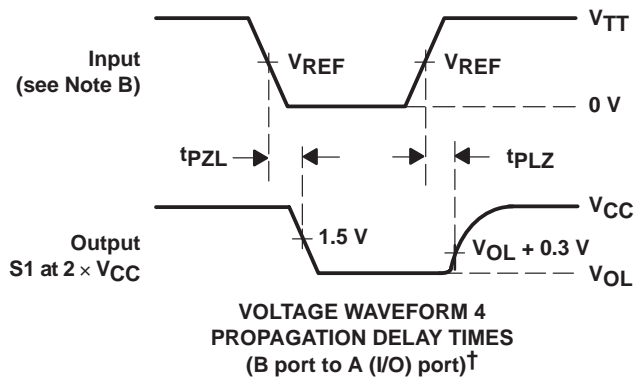 VTT
Input
(see Note B)
VREF
VREF
0 V
tPZL
tPLZ
VCC
Output
S1 at 2 × VCC
1.5 V
VOL + 0.3 V
VOL
VOLTAGE WAVEFORM 4
PROPAGATION DELAY TIMES
(B port to A (I/O) port)†